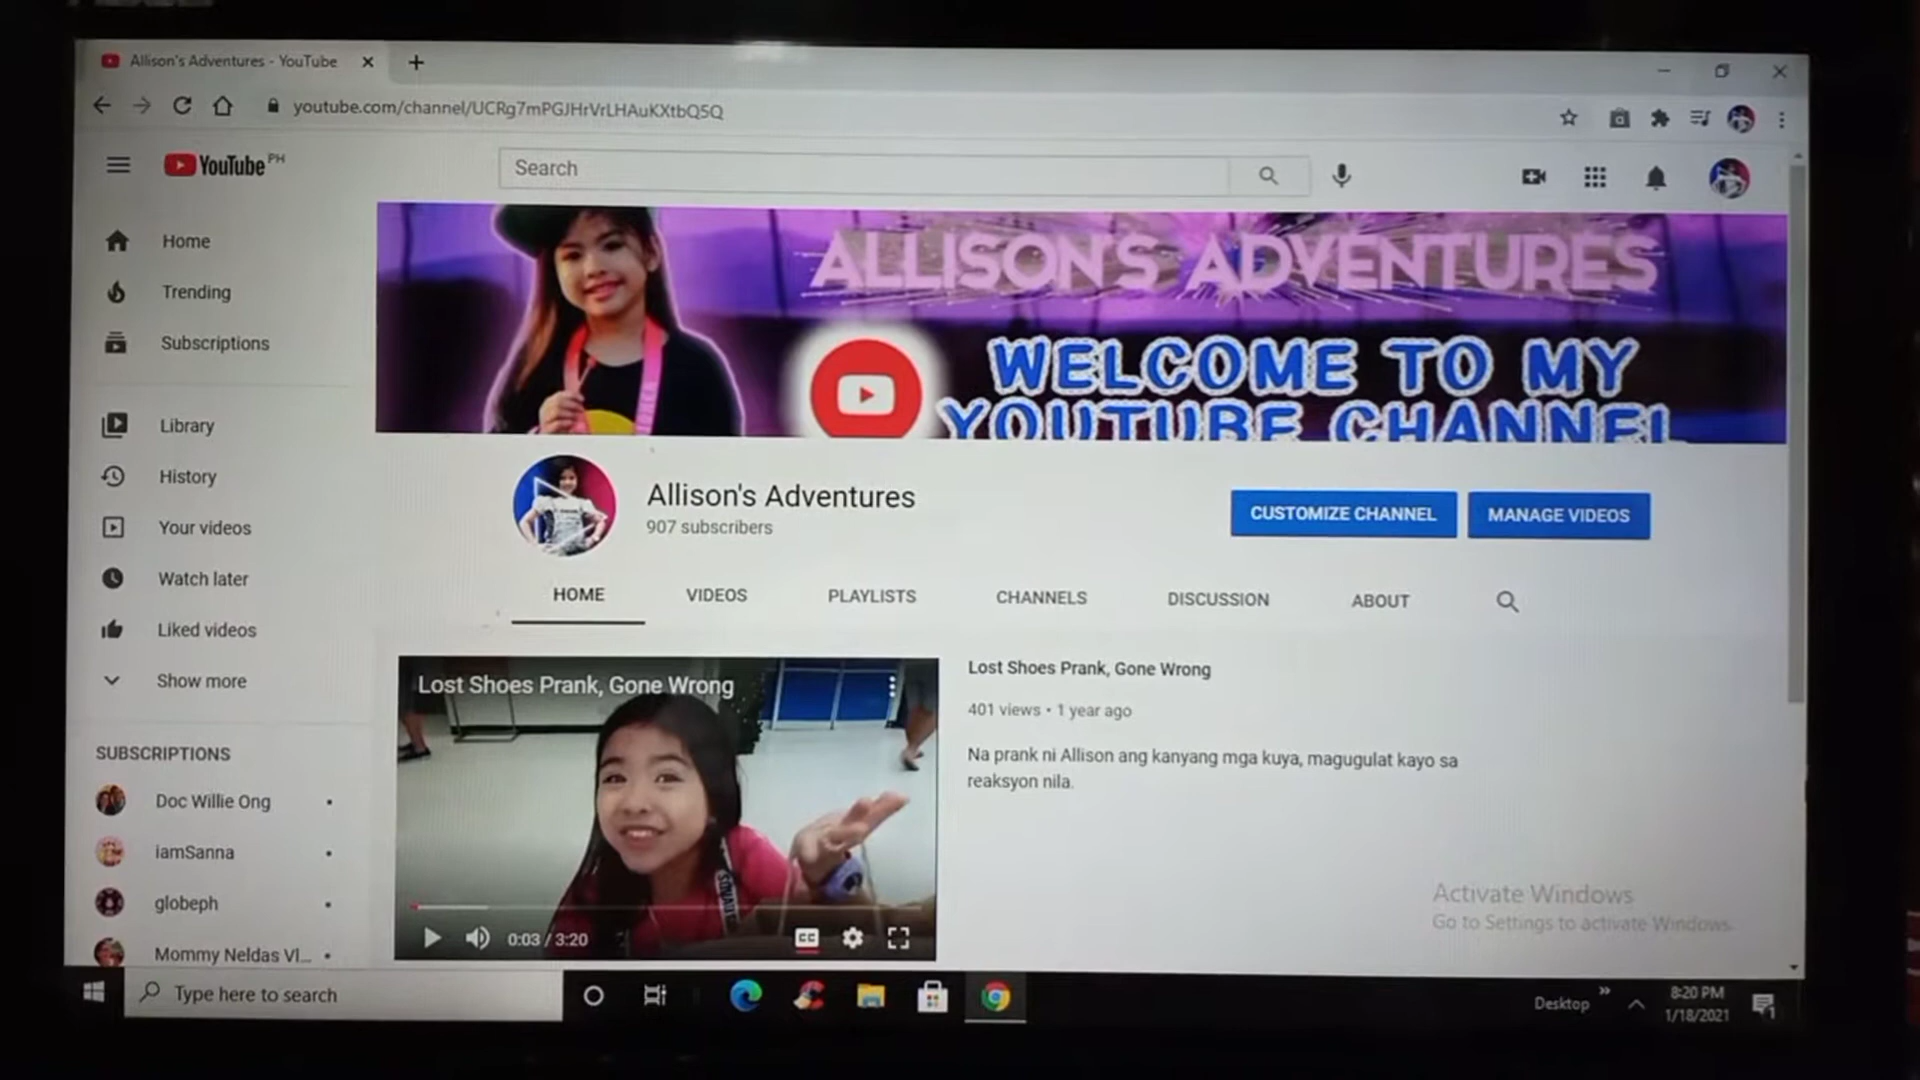 Allison's Adventures - YouTube
youtube.com/channel/UCRg7mPGJHrVrLHAuKXtbQ5Q
YouTube PH
Search
Home
Trending
Subscriptions
Library
History
Your videos
Watch later
Liked videos
Show more
SUBSCRIPTIONS
Doc Willie Ong
iamSanna
globeph
Mommy Neldas Vl...
ALLISON'S ADVENTURES
WELCOME TO MY
YOUTUBE CHANNEL
Allison's Adventures
907 subscribers
CUSTOMIZE CHANNEL
MANAGE VIDEOS
HOME VIDEOS PLAYLISTS CHANNELS DISCUSSION ABOUT
Lost Shoes Prank, Gone Wrong
0:03 / 3:20
CC
Lost Shoes Prank, Gone Wrong
401 views • 1 year ago
Na prank ni Allison ang kanyang mga kuya, magugulat kayo sa
reaksyon nila.
Activate Windows
Go to Settings to activate Windows.
Type here to search
Desktop
8:20 PM
1/18/2021
1